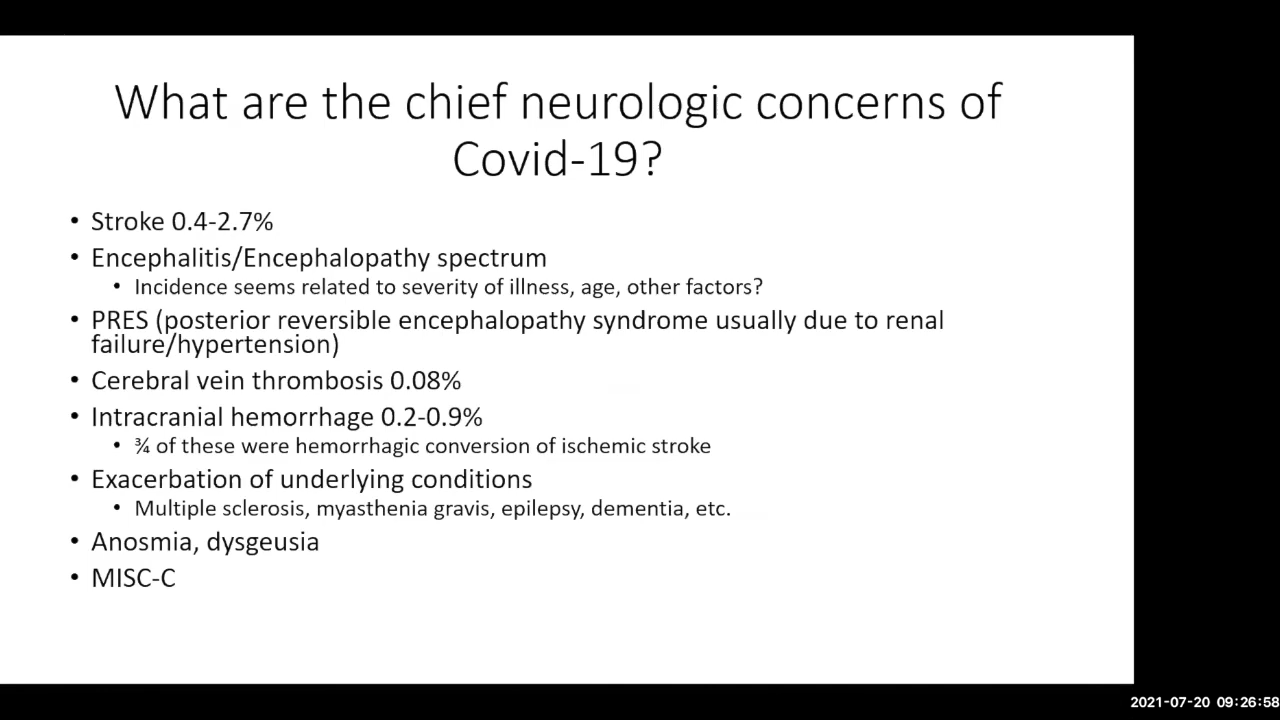 What are the chief neurologic concerns of
Covid-19?
• Stroke 0.4-2.7%
• Encephalitis/Encephalopathy spectrum
• Incidence seems related to severity of illness, age, other factors?
• PRES (posterior reversible encephalopathy syndrome usually due to renal
failure/hypertension)
• Cerebral vein thrombosis 0.08%
• Intracranial hemorrhage 0.2-0.9%
• ¾ of these were hemorrhagic conversion of ischemic stroke
• Exacerbation of underlying conditions
• Multiple sclerosis, myasthenia gravis, epilepsy, dementia, etc.
• Anosmia, dysgeusia
• MISC-C
2021-07-20 09:26:58